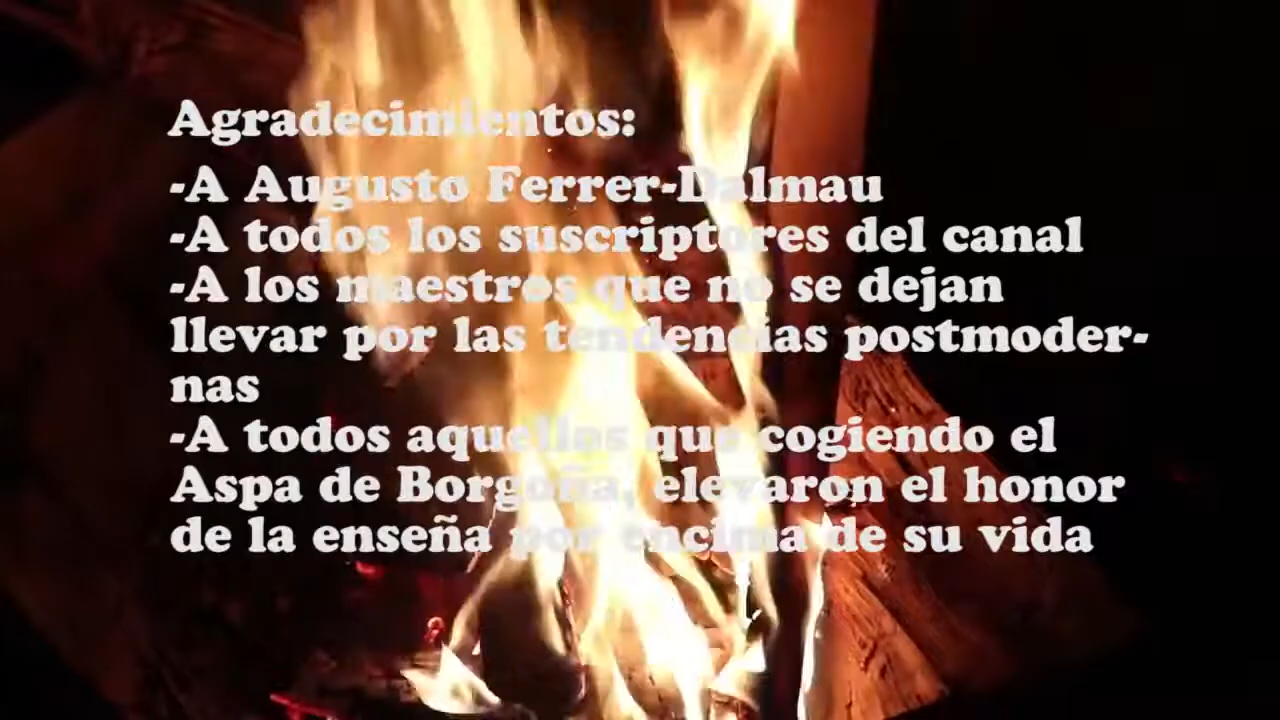 Agradecimientos:
-A Augusto Ferrer-Dalmau
-A todos los suscriptores del canal
-A los maestros que no se dejan
llevar por las tendencias postmoder-
nas
-A todos aquellos que cogiendo el
Aspa de Borgoña, elevaron el honor
de la enseña por encima de su vida